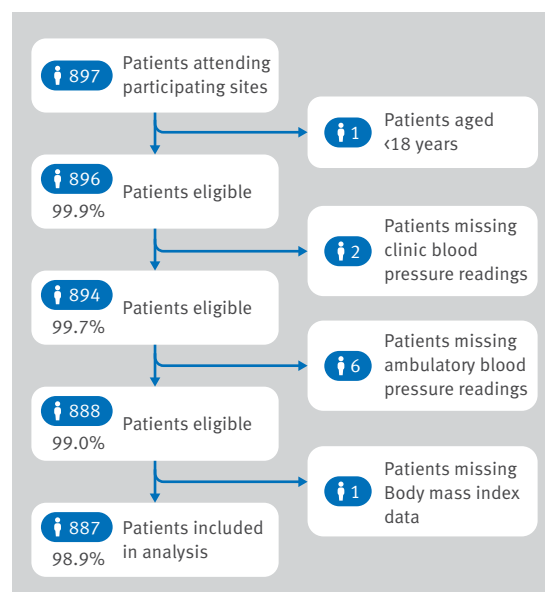 897
Patients attending
participating sites
1
Patients aged
<18 years
896
99.9%
Patients eligible
2
Patients missing
clinic blood
pressure readings
894
99.7%
Patients eligible
6
Patients missing
ambulatory blood
pressure readings
888
99.0%
Patients eligible
1
Patients missing
Body mass index
data
887
98.9%
Patients included
in analysis